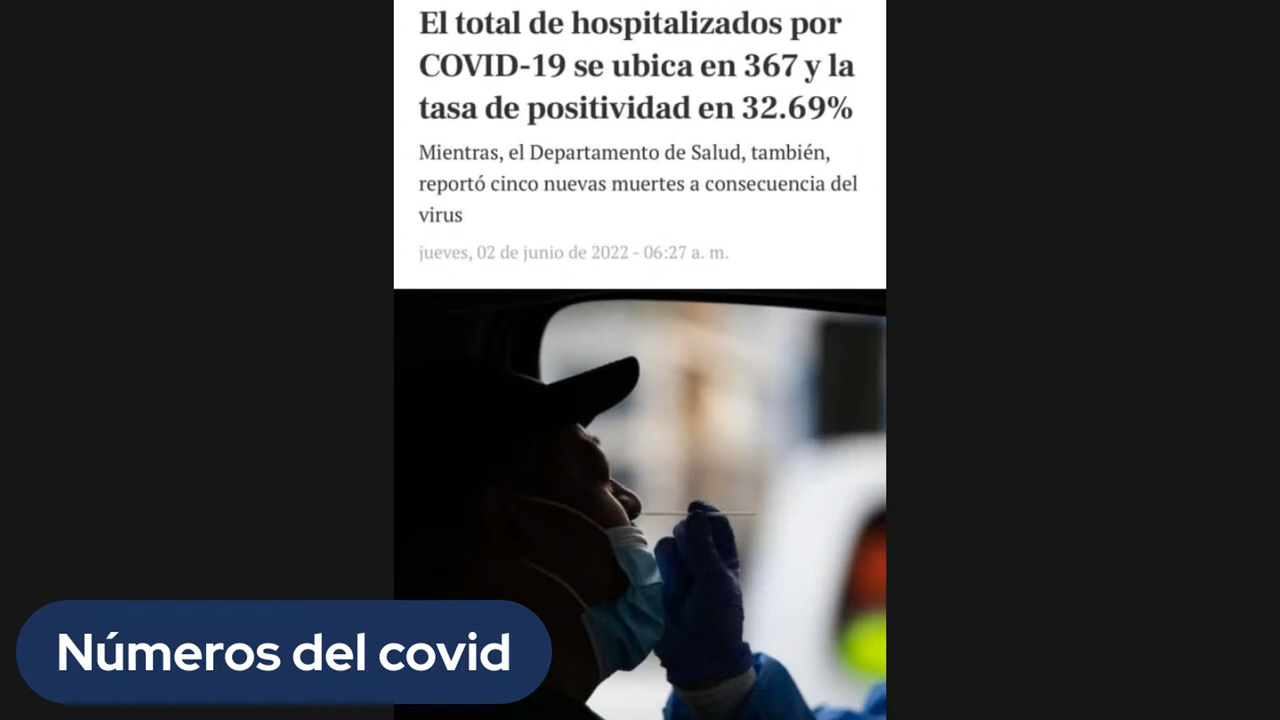 El total de hospitalizados por
COVID-19 se ubica en 367 y la
tasa de positividad en 32.69%
Mientras, el Departamento de Salud, también,
reportó cinco nuevas muertes a consecuencia del
virus
jueves, 02 de junio de 2022 - 06:27 a. m.
Números del covid